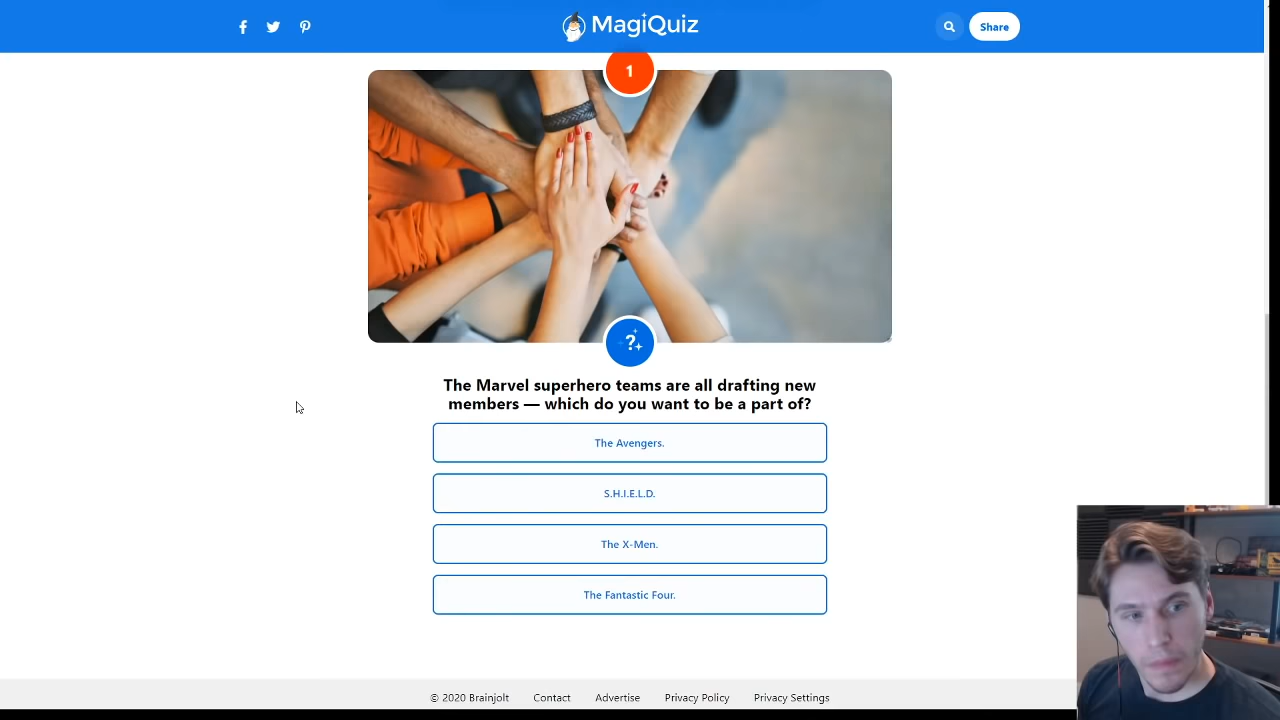 MagiQuiz
Share
1
?
The Marvel superhero teams are all drafting new
members — which do you want to be a part of?
The Avengers.
S.H.I.E.L.D.
The X-Men.
The Fantastic Four.
© 2020 Brainjolt Contact Advertise Privacy Policy Privacy Settings